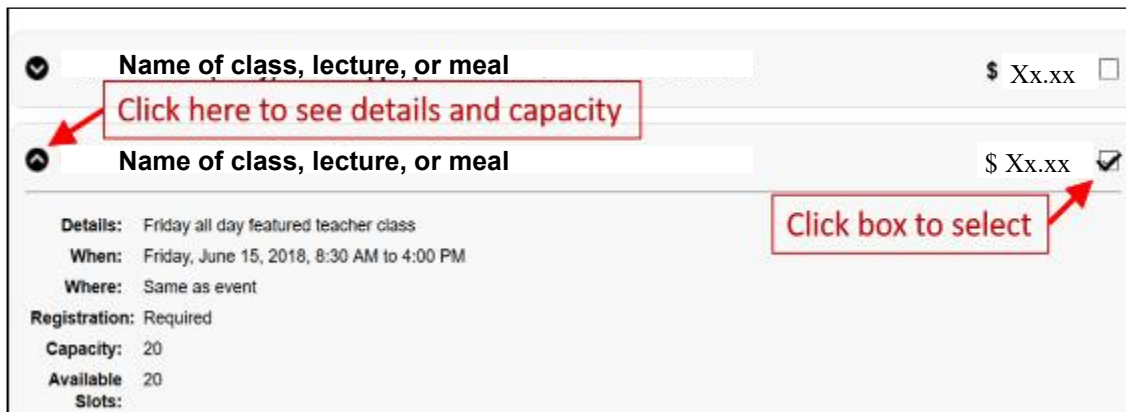 Name of class, lecture, or meal $ Xx.xx
Click here to see details and capacity
Name of class, lecture, or meal $ Xx.xx
Click box to select
Details: Friday all day featured teacher class
When: Friday, June 15, 2018, 8:30 AM to 4:00 PM
Where: Same as event
Registration: Required
Capacity: 20
Available 20
Slots: